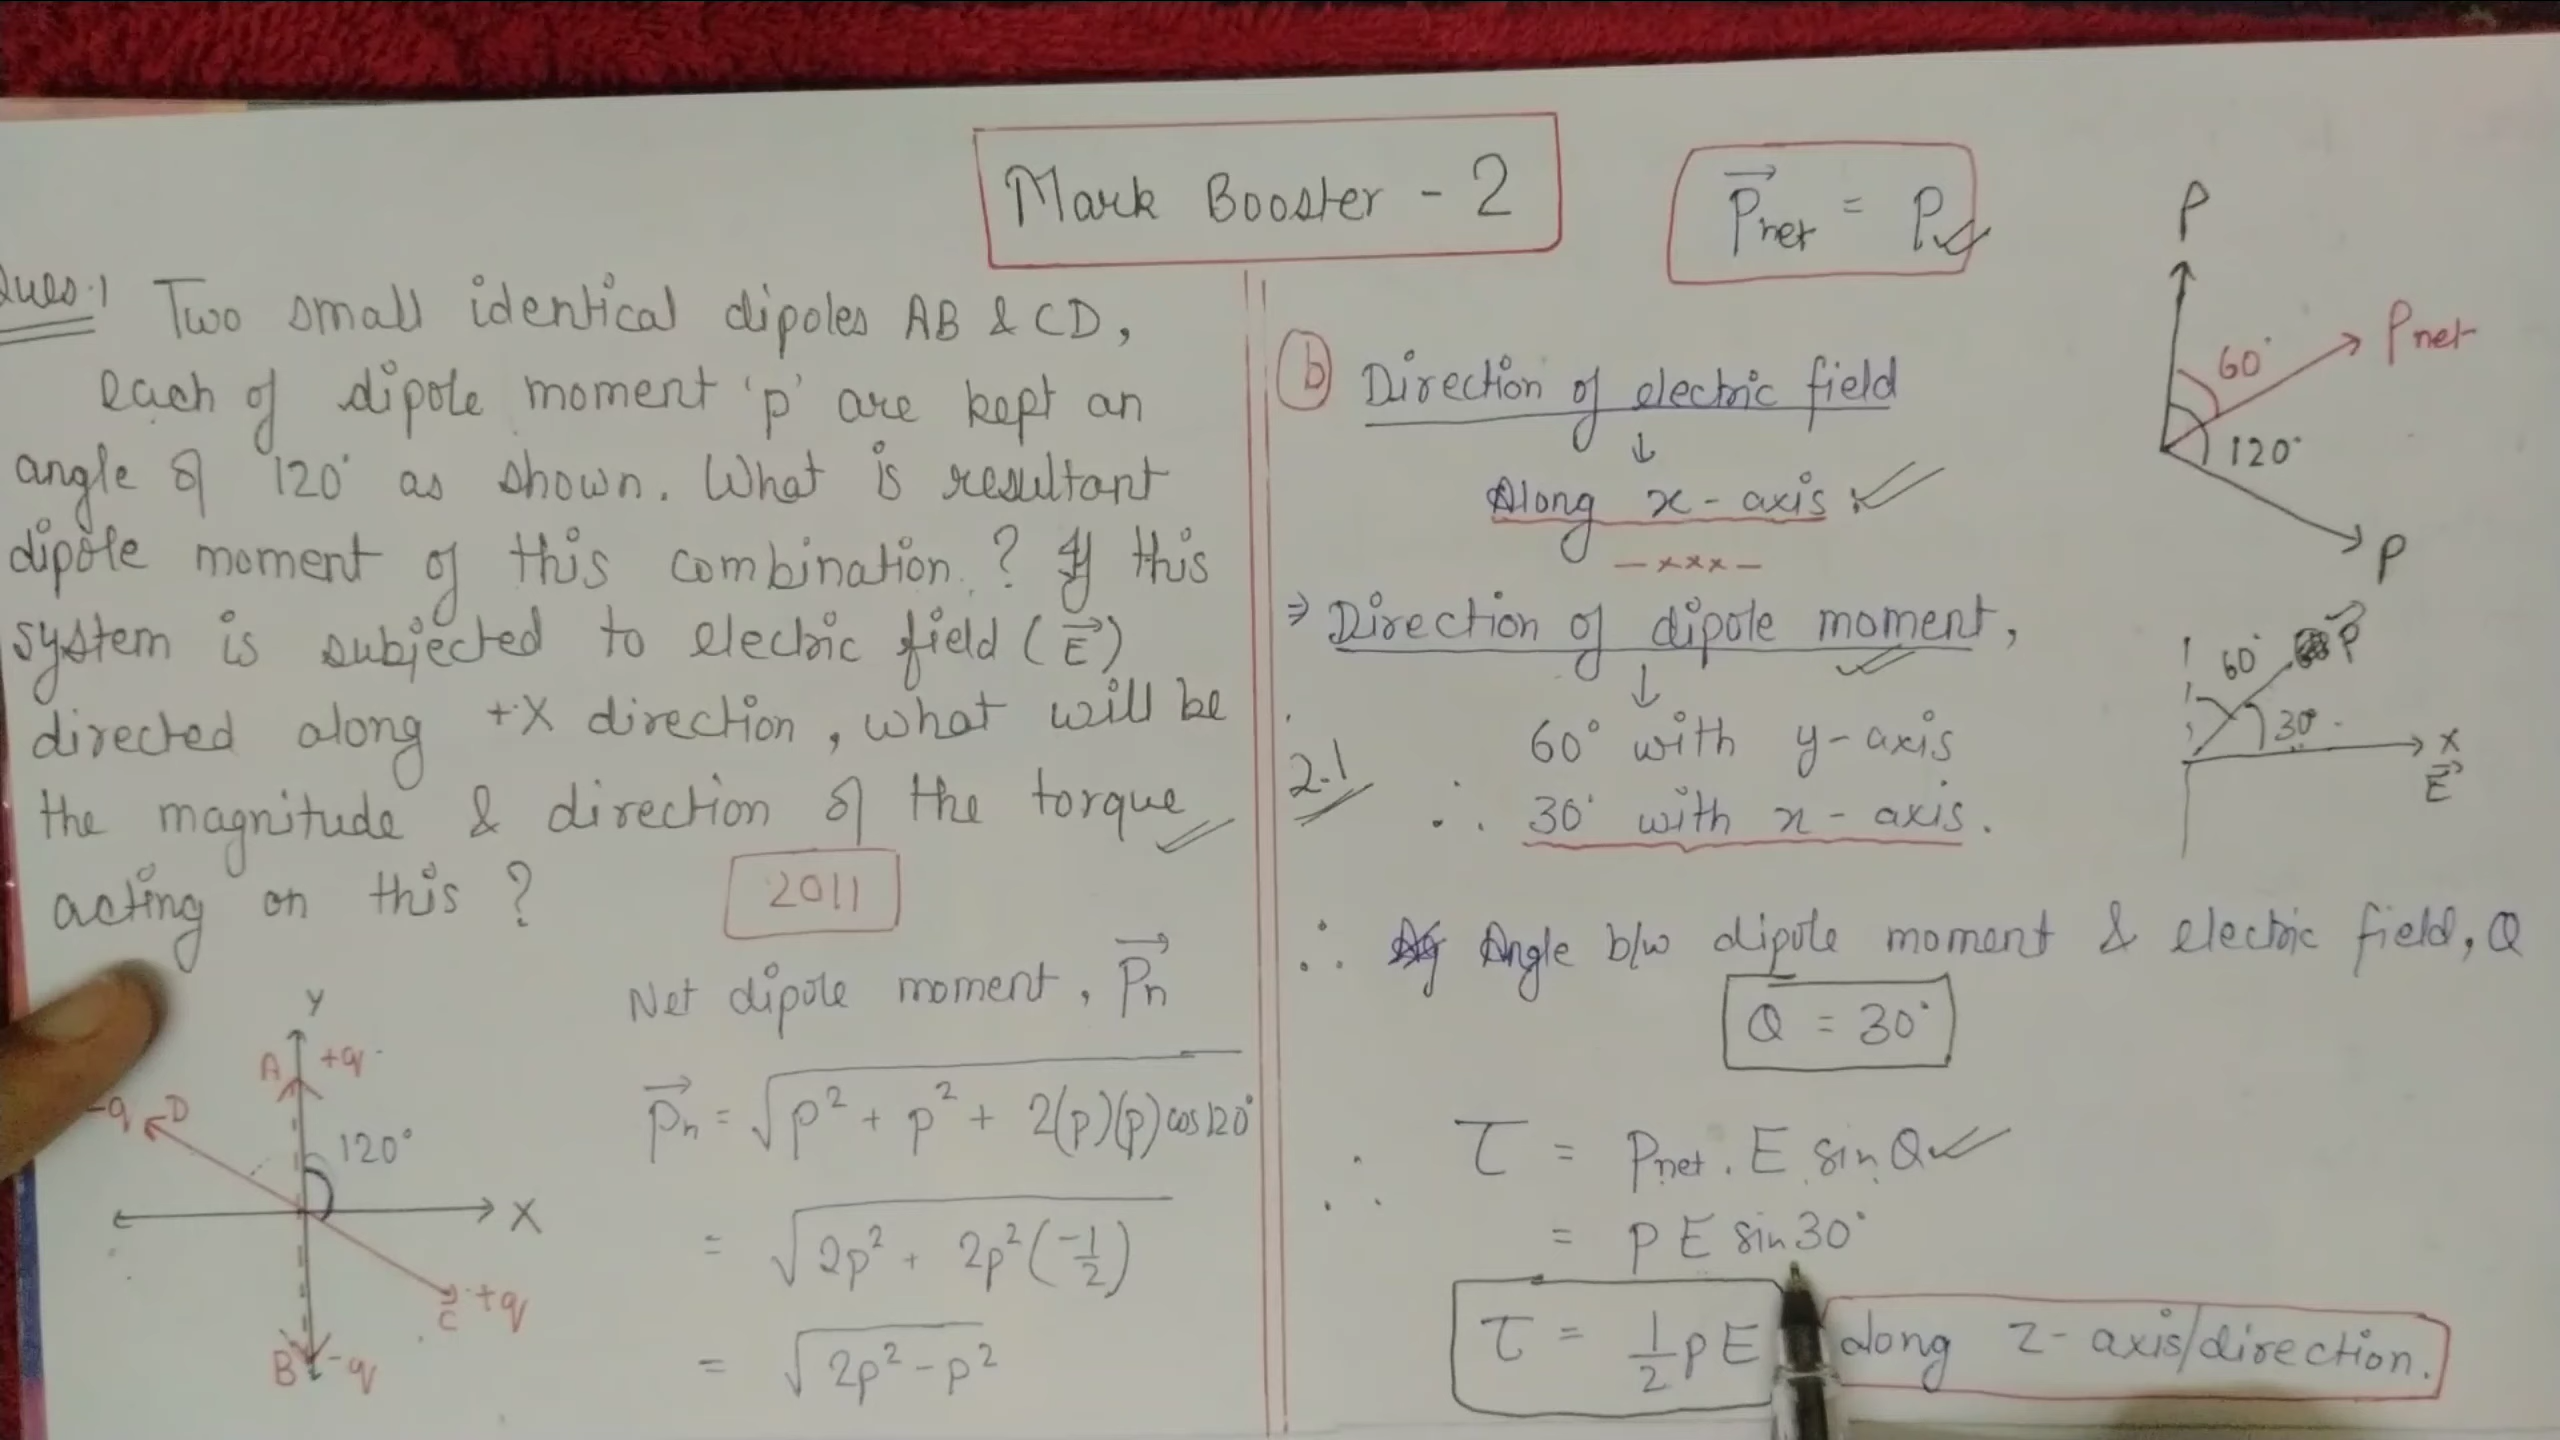 Mark Booster - 2
Ques.1 Two small identical dipoles AB & CD,
each of dipole moment 'p' are kept an
angle of 120° as shown. What is resultant
dipole moment of this combination.? If this
system is subjected to electric field (E⃗)
directed along +X direction, what will be
the magnitude & direction of the torque
acting on this?
2011
Y
A +q
-q D
120°
X
C +q
B -q
Net dipole moment, P⃗n
p⃗n = √(p² + p² + 2(p)(p) cos120°)
= √(2p² + 2p²(-1/2))
= √(2p² - p²)
P⃗net = P
P
60° Pnet
120°
P
b Direction of electric field
↓
Along x-axis.
-xxx-
⇒ Direction of dipole moment,
↓
60° with y-axis
2.1
∴ 30° with x-axis.
60° P⃗
30°
X
E⃗
∴ Angle b/w dipole moment & electric field, Q
Q = 30°
∴ τ = Pnet . E sin Q
= PE sin30°
τ = 1/2 pE along z-axis/direction.